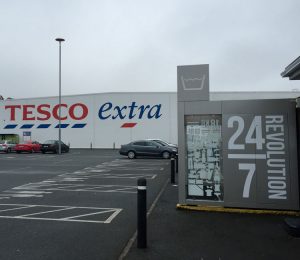 TESCO extra
24
7
REVOLUTION